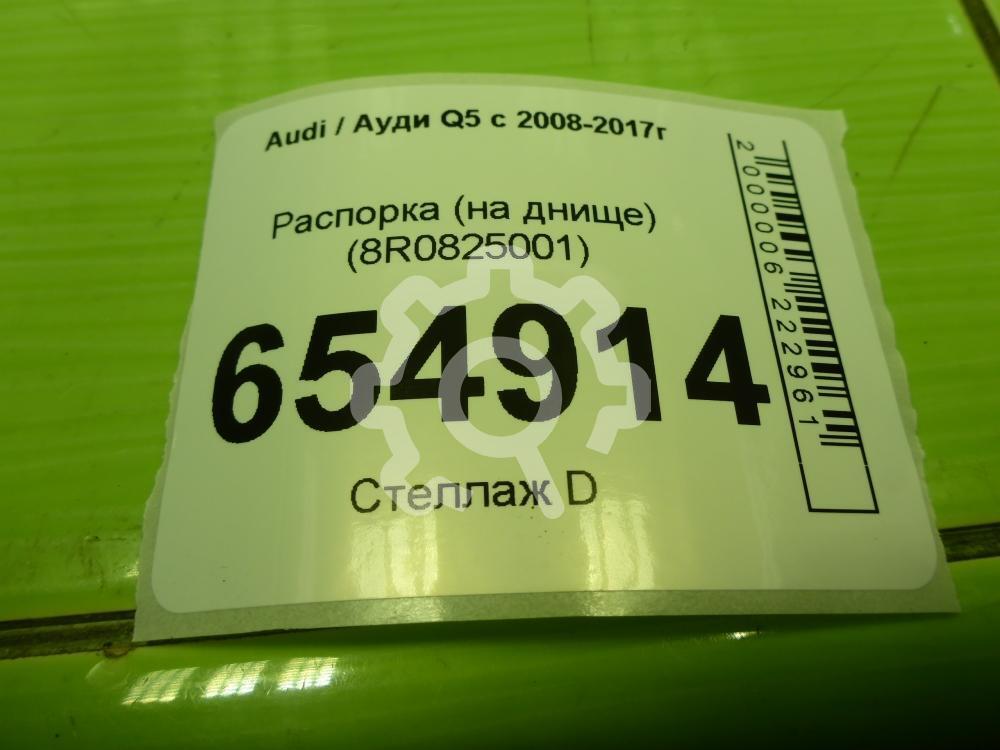 Audi / Ауди Q5 с 2008-2017г
Распорка (на днище)
(8R0825001)
654914
Стеллаж D
2000006222961